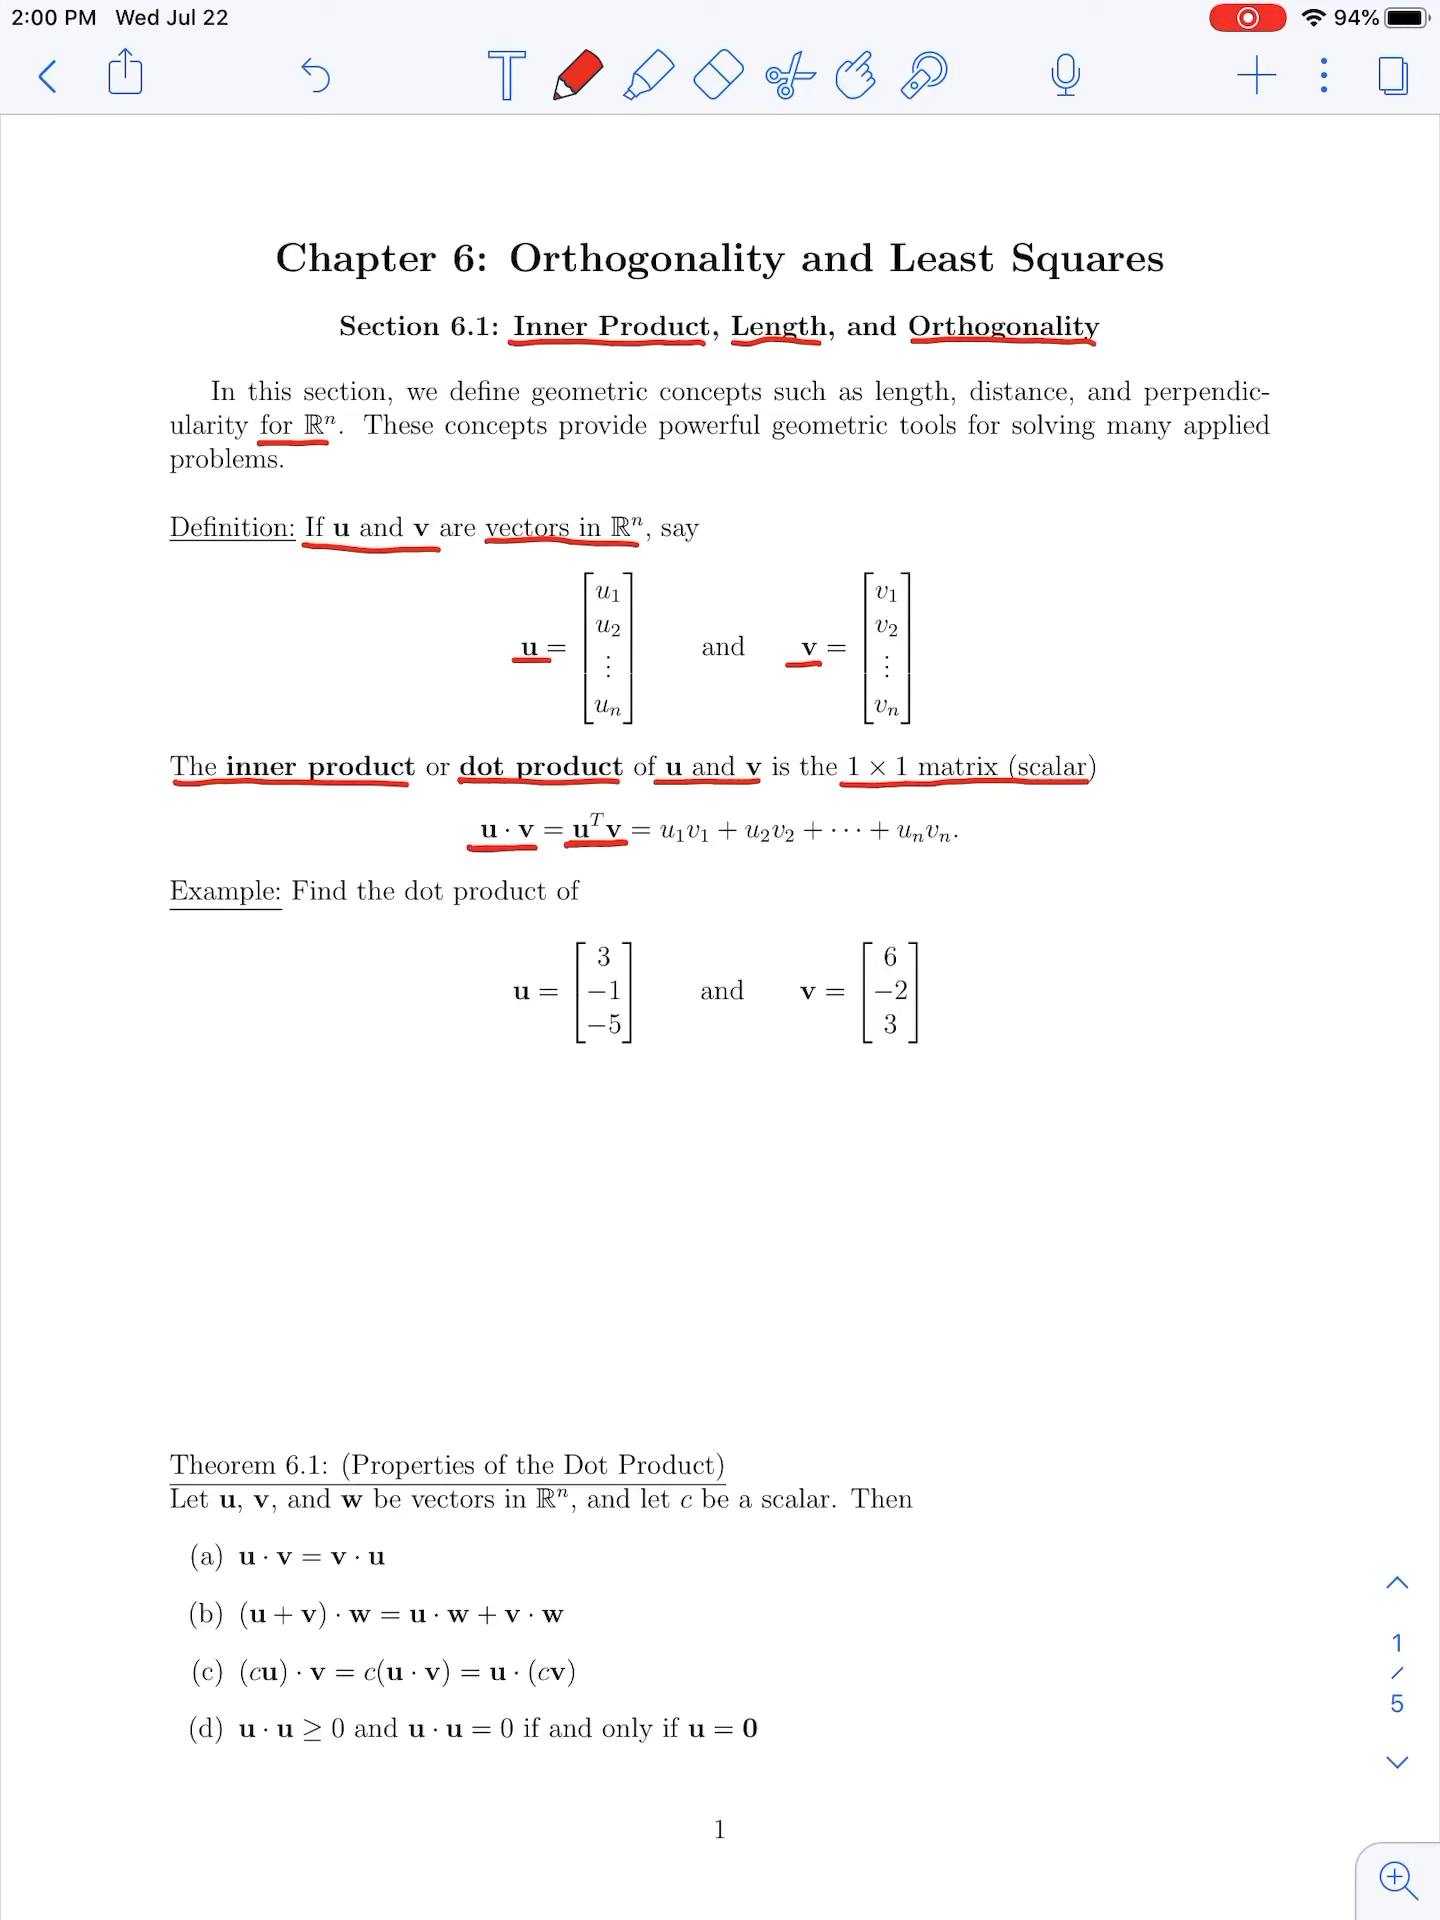 2:00 PM Wed Jul 22 94%
Chapter 6: Orthogonality and Least Squares
Section 6.1: Inner Product, Length, and Orthogonality
In this section, we define geometric concepts such as length, distance, and perpendic-
ularity for ℝⁿ. These concepts provide powerful geometric tools for solving many applied
problems.
Definition: If u and v are vectors in ℝⁿ, say
u = [u₁ u₂ ⋮ uₙ] and v = [v₁ v₂ ⋮ vₙ]
The inner product or dot product of u and v is the 1 × 1 matrix (scalar)
u · v = uᵀv = u₁v₁ + u₂v₂ + ··· + uₙvₙ.
Example: Find the dot product of
u = [3 −1 −5] and v = [6 −2 3]
Theorem 6.1: (Properties of the Dot Product)
Let u, v, and w be vectors in ℝⁿ, and let c be a scalar. Then
(a) u · v = v · u
(b) (u + v) · w = u · w + v · w
(c) (cu) · v = c(u · v) = u · (cv)
(d) u · u ≥ 0 and u · u = 0 if and only if u = 0
1
/
5
1